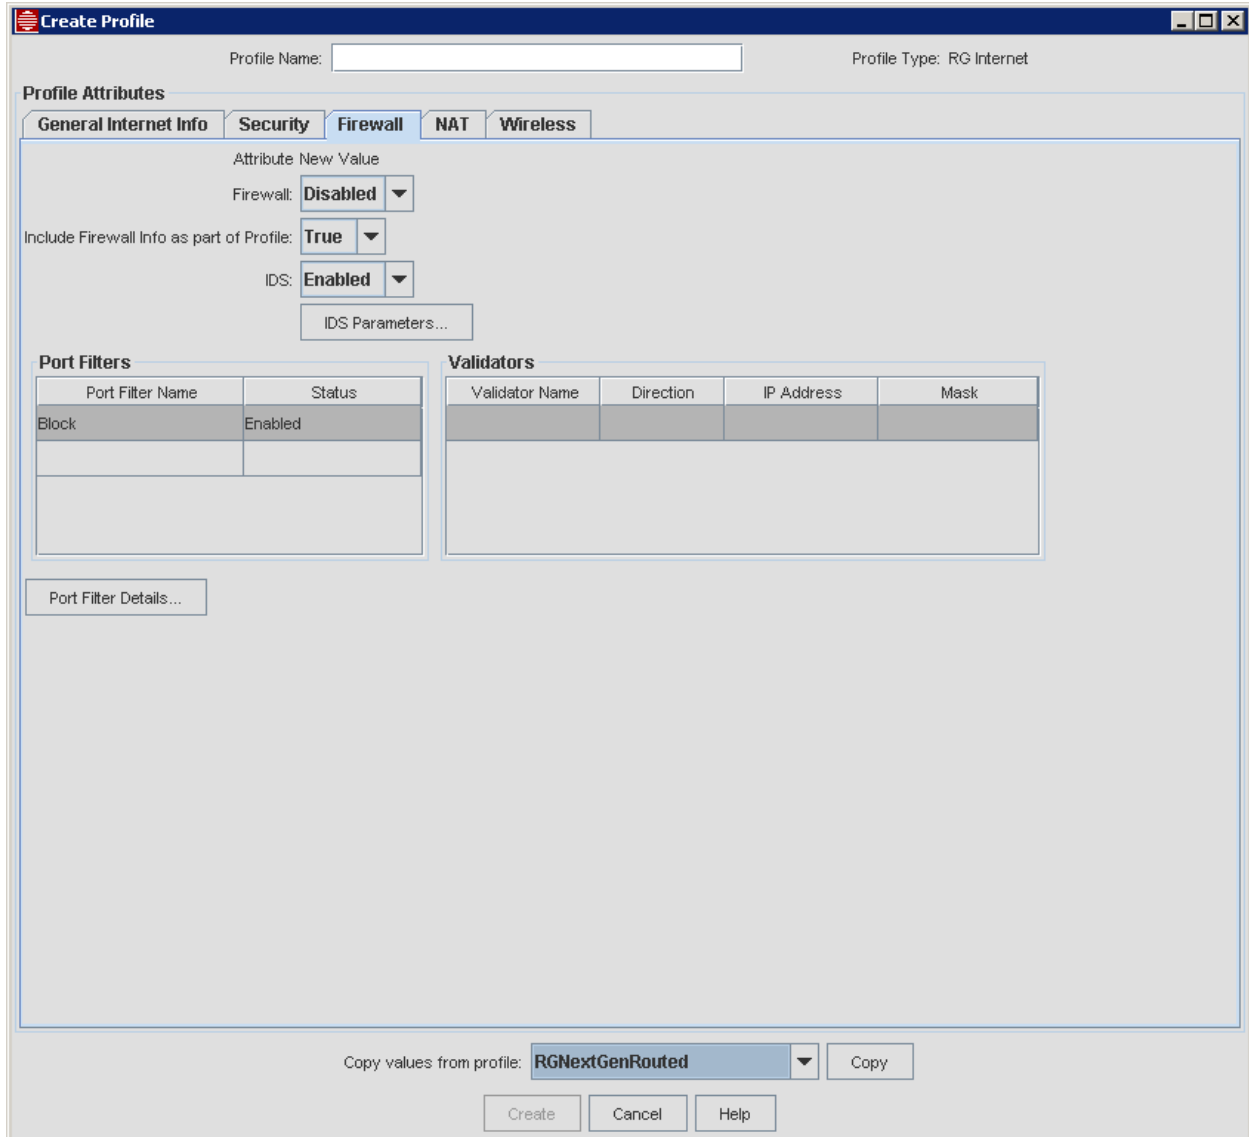 Create Profile
Profile Name: Profile Type: RG Internet
Profile Attributes
General Internet Info Security Firewall NAT Wireless
Attribute New Value
Firewall: Disabled
Include Firewall Info as part of Profile: True
IDS: Enabled
IDS Parameters...
Port Filters Validators
Port Filter Name Status Validator Name Direction IP Address Mask
Block Enabled
Port Filter Details...
Copy values from profile: RGNextGenRouted Copy
Create Cancel Help